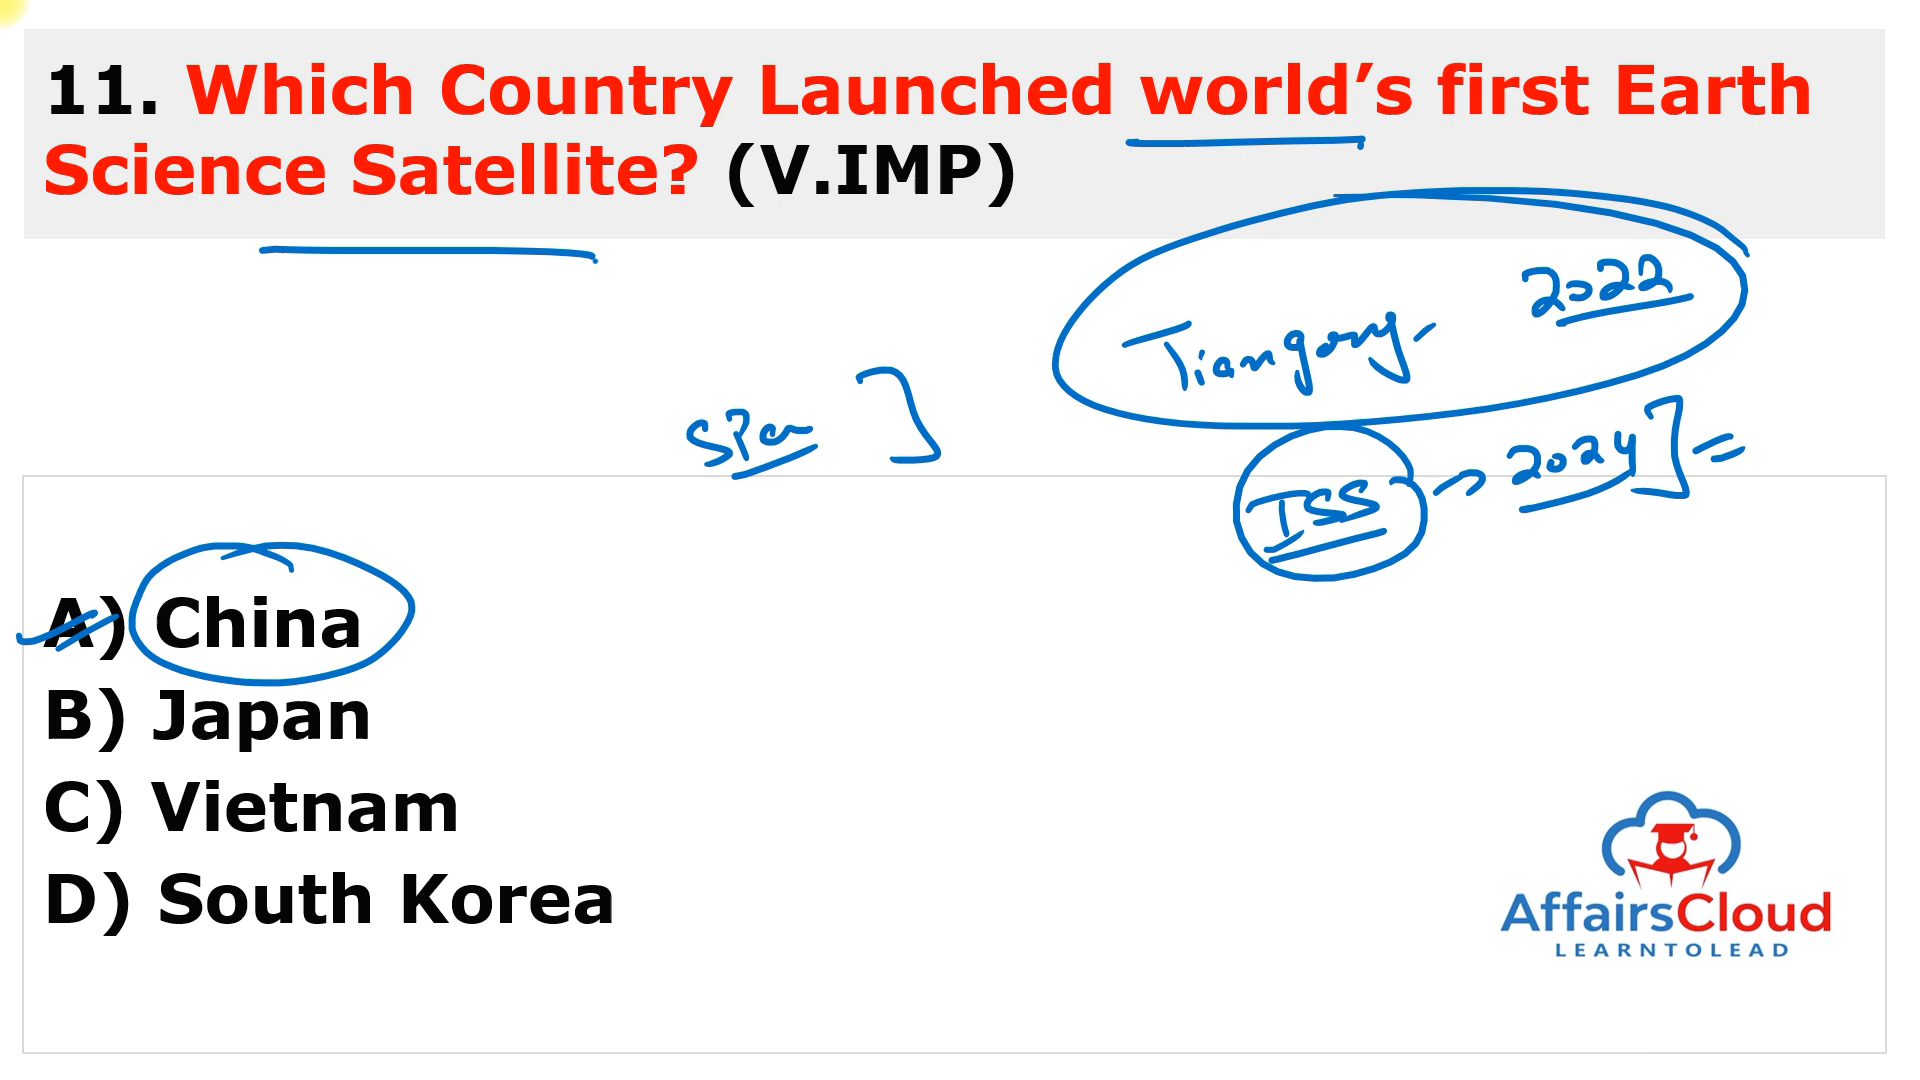 11. Which Country Launched world’s first Earth
Science Satellite? (V.IMP)
Tiangong. 2022
ISS → 2024] =
A) China
B) Japan
C) Vietnam
D) South Korea
AffairsCloud
LEARNTOLEAD